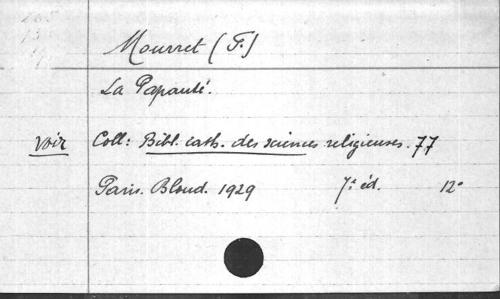 Mourret (F.)
La Papauté.
voir Coll: Bibl. cath. des sciences religieuses. 77
Paris. Bloud. 1929 7e éd. 12°